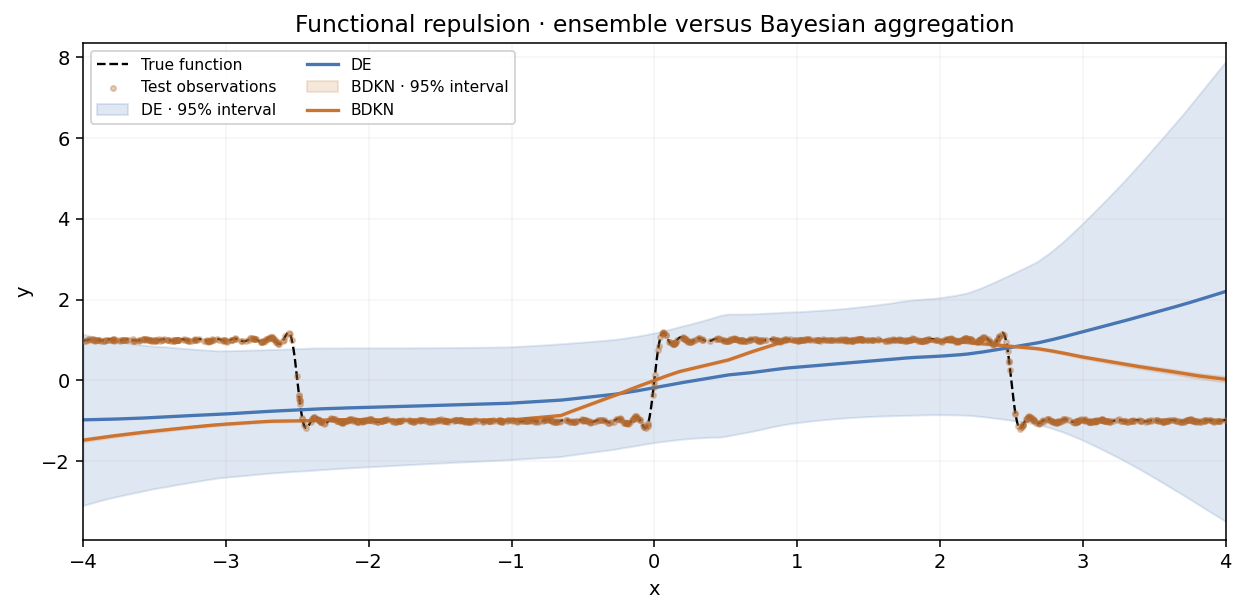 Functional repulsion · ensemble versus Bayesian aggregation
True function
Test observations
DE · 95% interval
DE
BDKN · 95% interval
BDKN
8
6
4
2
0
−2
y
−4
−3
−2
−1
0
1
2
3
4
x